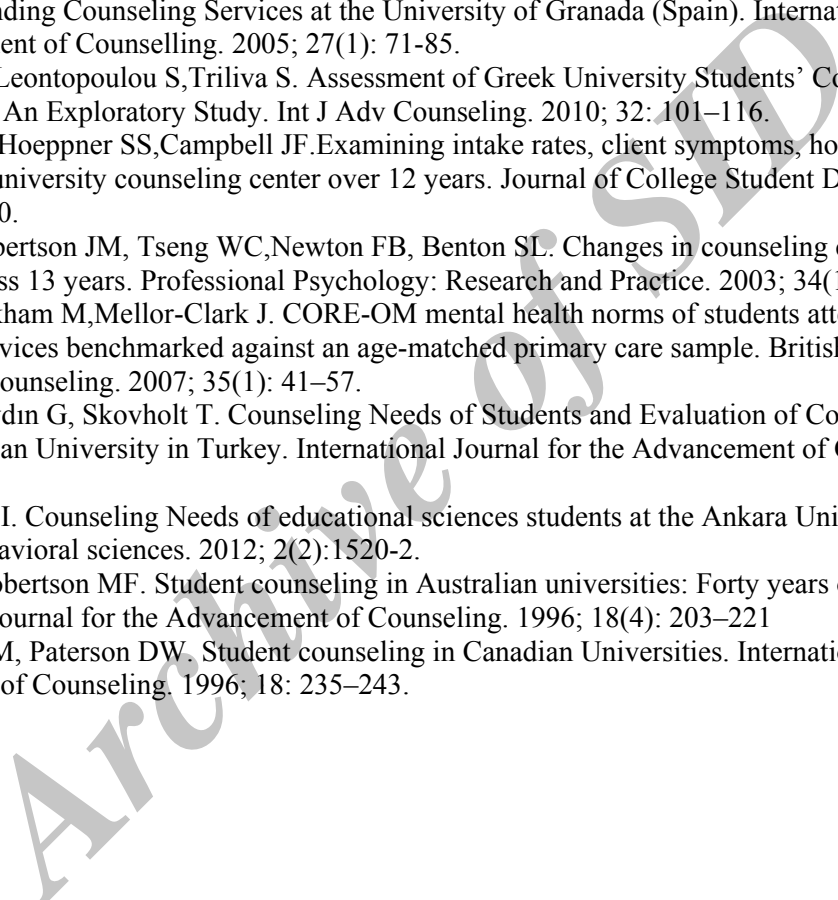 nding Counseling Services at the University of Granada (Spain). Internat
ent of Counselling. 2005; 27(1): 71-85.
Leontopoulou S,Triliva S. Assessment of Greek University Students’ Co
An Exploratory Study. Int J Adv Counseling. 2010; 32: 101–116.
Hoeppner SS,Campbell JF.Examining intake rates, client symptoms, ho
university counseling center over 12 years. Journal of College Student D
0.
bertson JM, Tseng WC,Newton FB, Benton SL. Changes in counseling
ss 13 years. Professional Psychology: Research and Practice. 2003; 34(1
kham M,Mellor-Clark J. CORE-OM mental health norms of students att
vices benchmarked against an age-matched primary care sample. British
ounseling. 2007; 35(1): 41–57.
ydın G, Skovholt T. Counseling Needs of Students and Evaluation of Co
an University in Turkey. International Journal for the Advancement of
I. Counseling Needs of educational sciences students at the Ankara Uni
avioral sciences. 2012; 2(2):1520-2.
obertson MF. Student counseling in Australian universities: Forty years
ournal for the Advancement of Counseling. 1996; 18(4): 203–221
M, Paterson DW. Student counseling in Canadian Universities. Internati
of Counseling. 1996; 18: 235–243.
Archive of SID